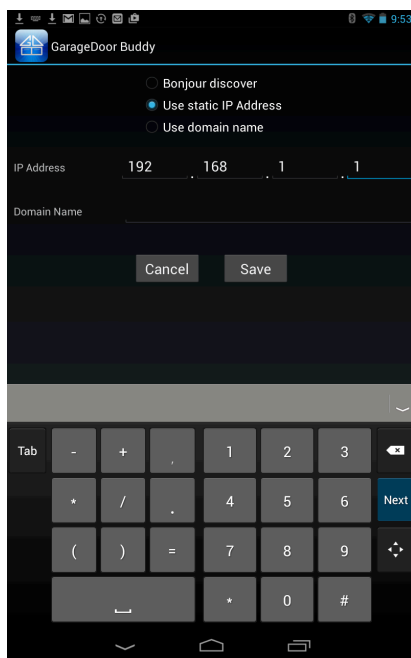 9:53
GarageDoor Buddy
Bonjour discover
Use static IP Address
Use domain name
IP Address 192 . 168 . 1 . 1
Domain Name
Cancel Save
Tab - + , 1 2 3
* / . 4 5 6 Next
( ) = 7 8 9
* 0 #